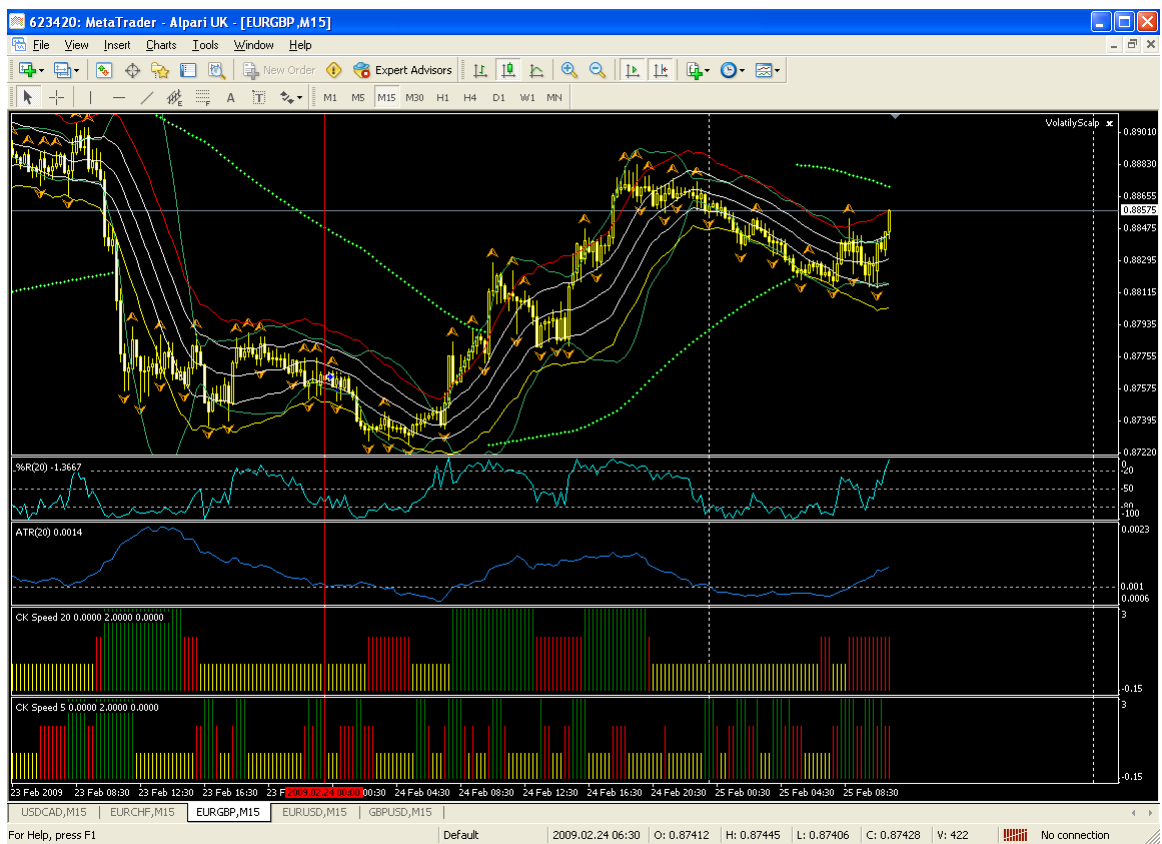 623420: MetaTrader - Alpari UK - [EURGBP,M15]
File View Insert Charts Tools Window Help
New Order Expert Advisors
A T M1 M5 M15 M30 H1 H4 D1 W1 MN
VolatilyScalp x
0.89010
0.88830
0.88655
0.88575
0.88475
0.88295
0.88115
0.87935
0.87755
0.87575
0.87395
0.87220
%R(20) -1.3667
0
-20
-50
-80
-100
ATR(20) 0.0014
0.0023
0.001
0.0006
CK Speed 20 0.0000 2.0000 0.0000
3
-0.15
CK Speed 5 0.0000 2.0000 0.0000
3
-0.15
23 Feb 2009 23 Feb 08:30 23 Feb 12:30 23 Feb 16:30 23 F 2009.02.24 00:00 00:30 24 Feb 04:30 24 Feb 08:30 24 Feb 12:30 24 Feb 16:30 24 Feb 20:30 25 Feb 00:30 25 Feb 04:30 25 Feb 08:30
USDCAD,M15 EURCHF,M15 EURGBP,M15 EURUSD,M15 GBPUSD,M15
For Help, press F1 Default 2009.02.24 06:30 O: 0.87412 H: 0.87445 L: 0.87406 C: 0.87428 V: 422 No connection